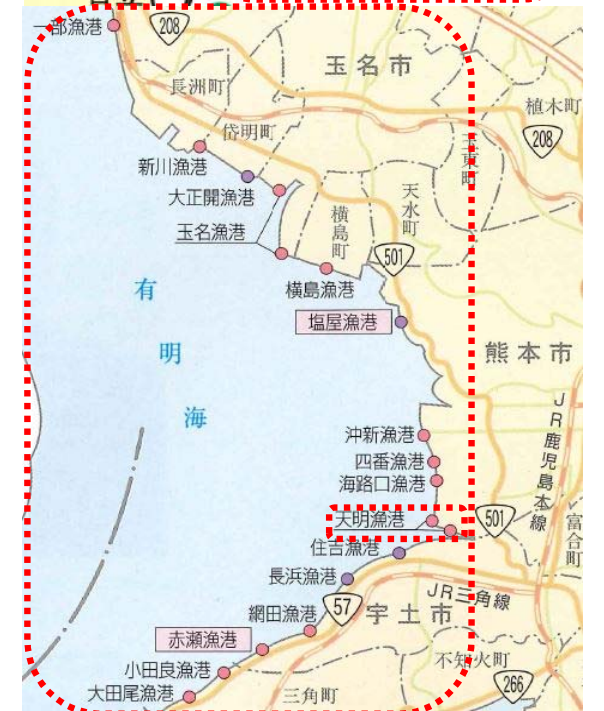 一部漁港
208
玉名市
長洲町
植木町
岱明町
208
玉東町
新川漁港
大正開漁港
天水町
横島町
玉名漁港
501
有明海
横島漁港
塩屋漁港
熊本市
JR鹿児島本線
沖新漁港
四番漁港
海路口漁港
天明漁港
501
富合町
住吉漁港
長浜漁港
JR三角線
57
宇土市
網田漁港
赤瀬漁港
不知火町
小田良漁港
266
大田尾漁港
三角町